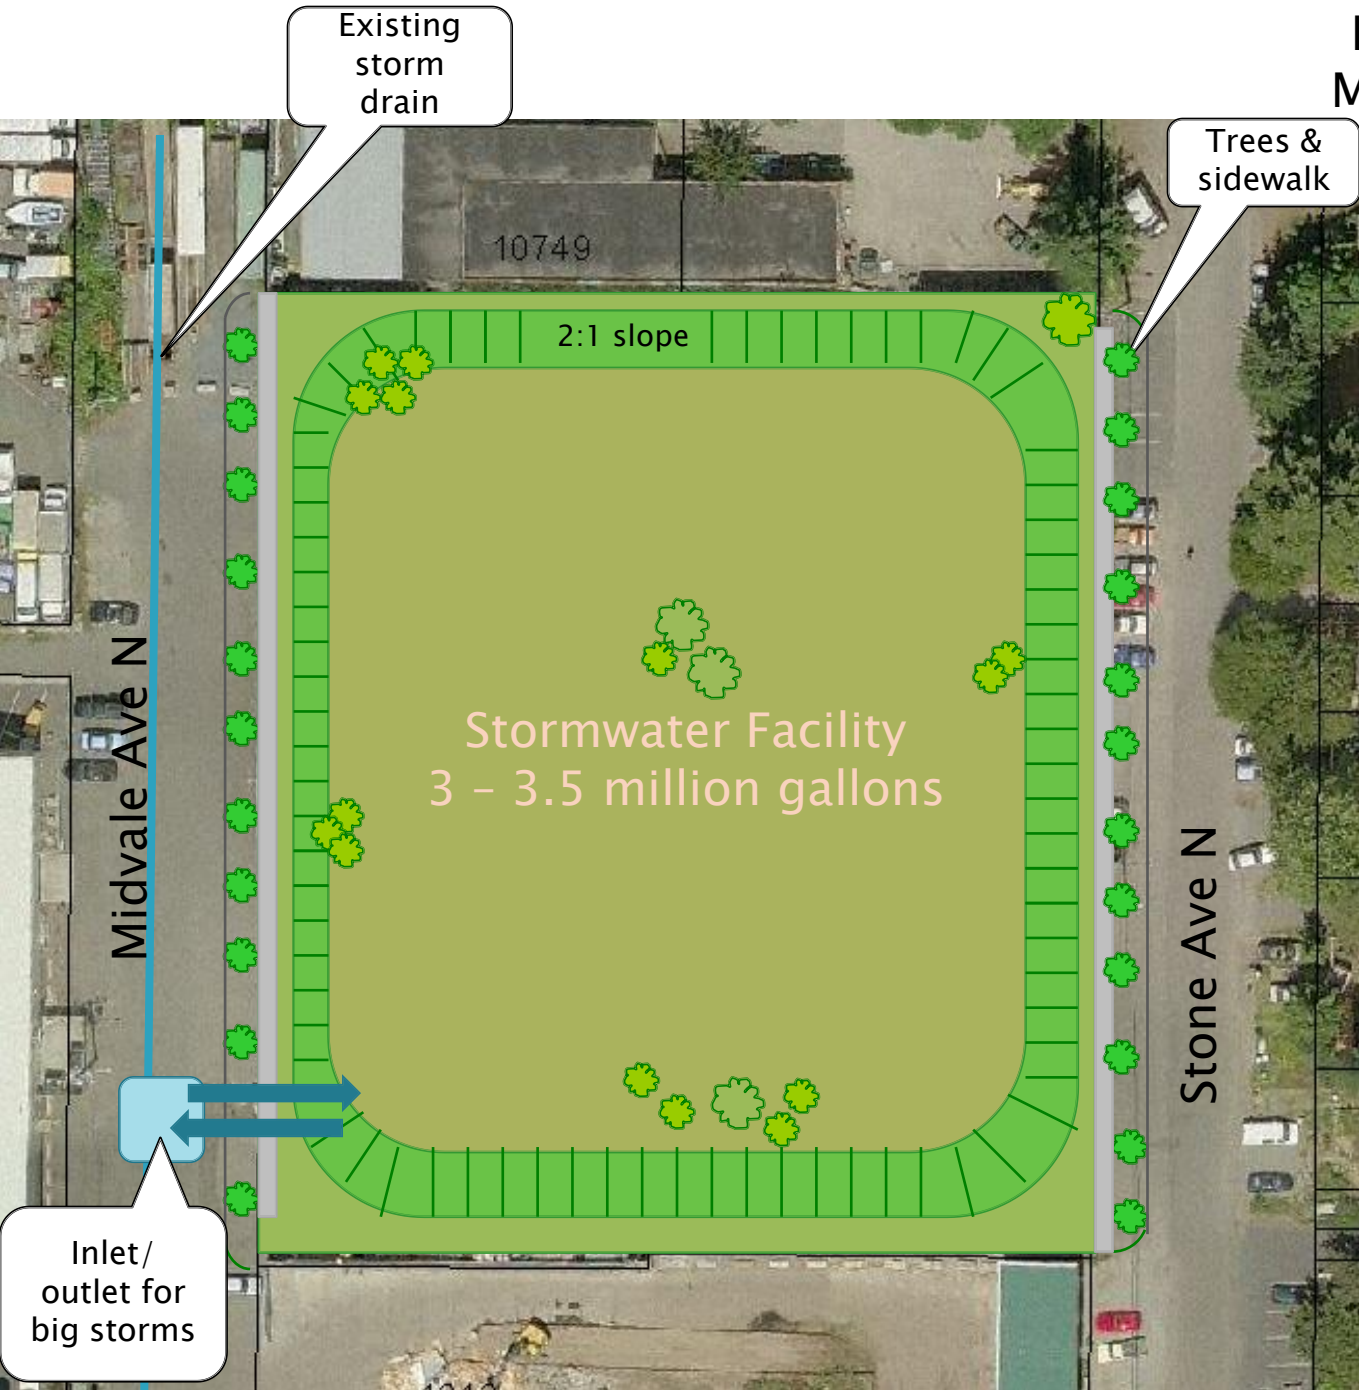 Existing
storm
drain
Trees &
sidewalk
10749
2:1 slope
Midvale Ave N
Stormwater Facility
3 – 3.5 million gallons
Stone Ave N
Inlet/
outlet for
big storms